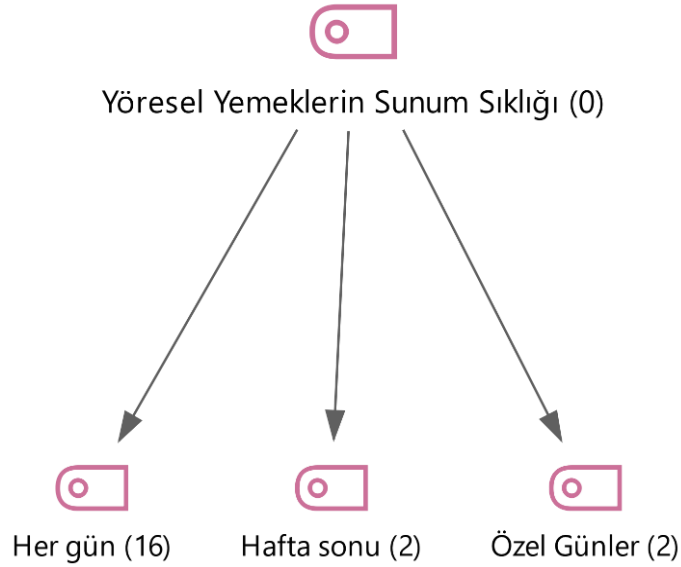 Yöresel Yemeklerin Sunum Sıklığı (0)
Her gün (16)
Hafta sonu (2)
Özel Günler (2)